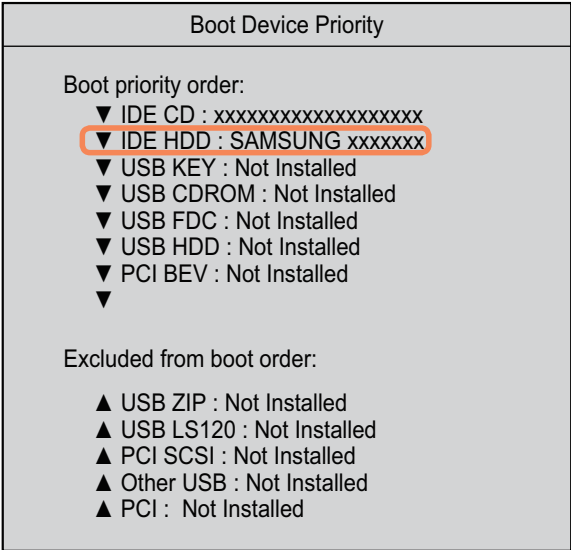 Boot Device Priority
Boot priority order:
▼ IDE CD : xxxxxxxxxxxxxxxxxxx
▼ IDE HDD : SAMSUNG xxxxxxx
▼ USB KEY : Not Installed
▼ USB CDROM : Not Installed
▼ USB FDC : Not Installed
▼ USB HDD : Not Installed
▼ PCI BEV : Not Installed
▼
Excluded from boot order:
▲ USB ZIP : Not Installed
▲ USB LS120 : Not Installed
▲ PCI SCSI : Not Installed
▲ Other USB : Not Installed
▲ PCI : Not Installed